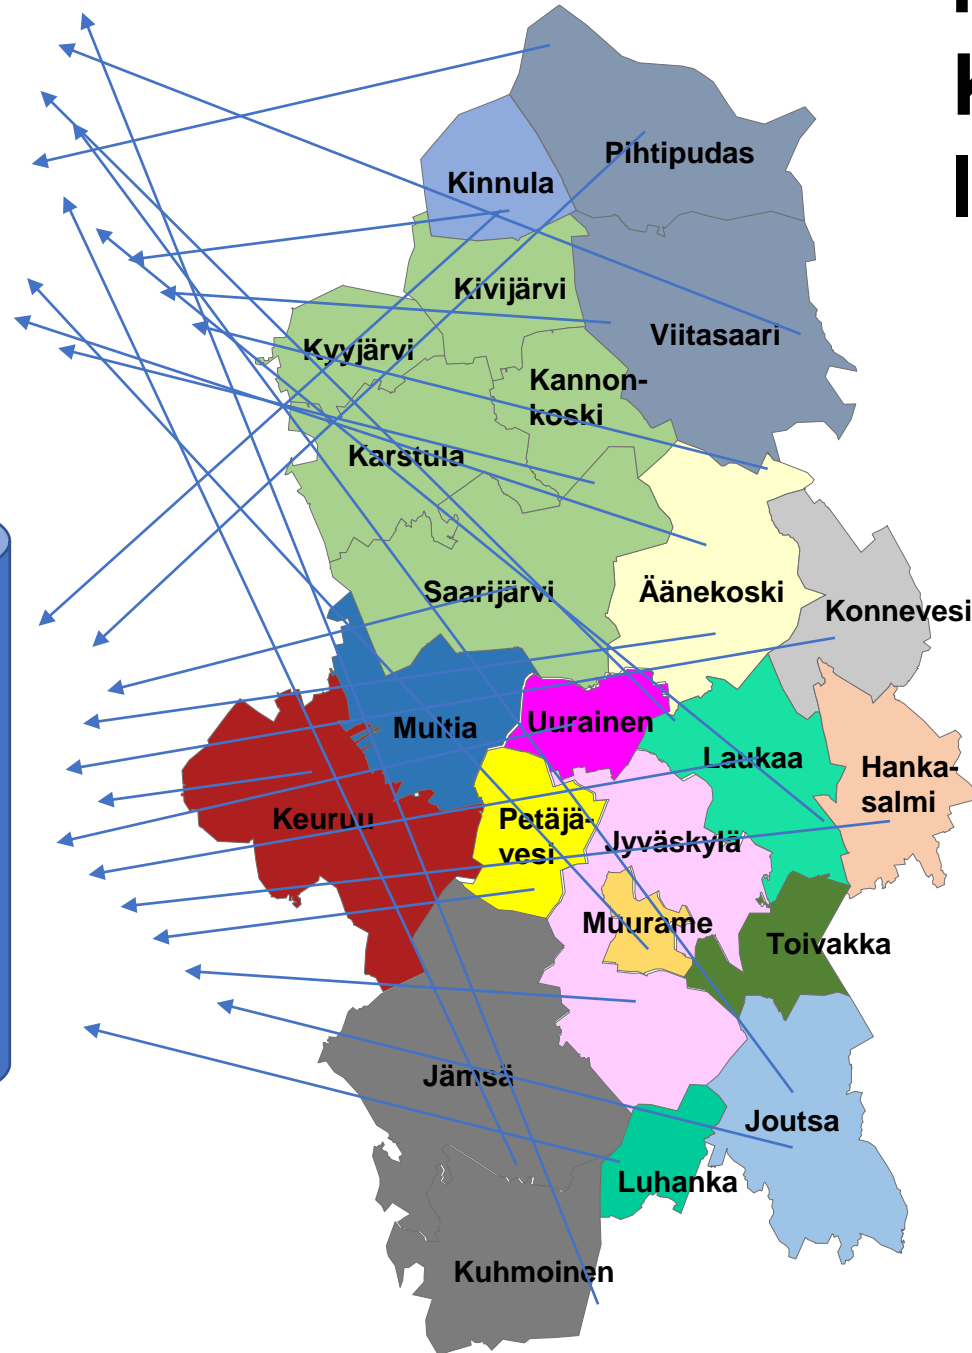 Pihtipudas
Kinnula
Kivijärvi
Viitasaari
Kyyjärvi
Kannon-
koski
Karstula
Saarijärvi
Äänekoski
Konnevesi
Multia
Uurainen
Laukaa
Hanka-
salmi
Keuruu
Petäjä-
vesi
Jyväskylä
Muurame
Toivakka
Jämsä
Joutsa
Luhanka
Kuhmoinen